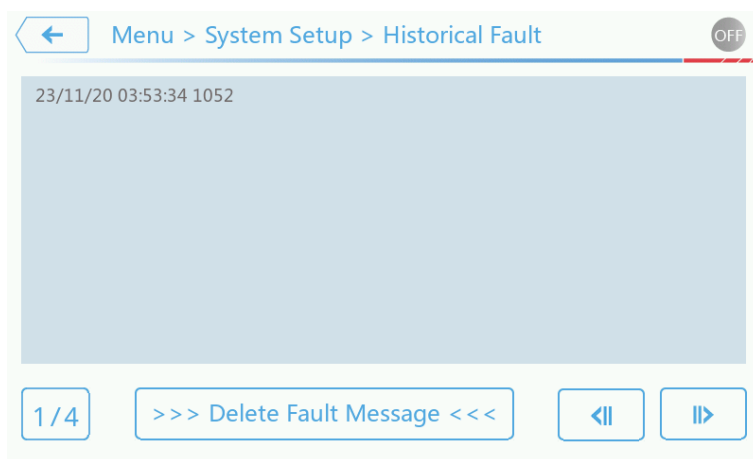 Menu > System Setup > Historical Fault
OFF
23/11/20 03:53:34 1052
1/4
>>> Delete Fault Message <<<